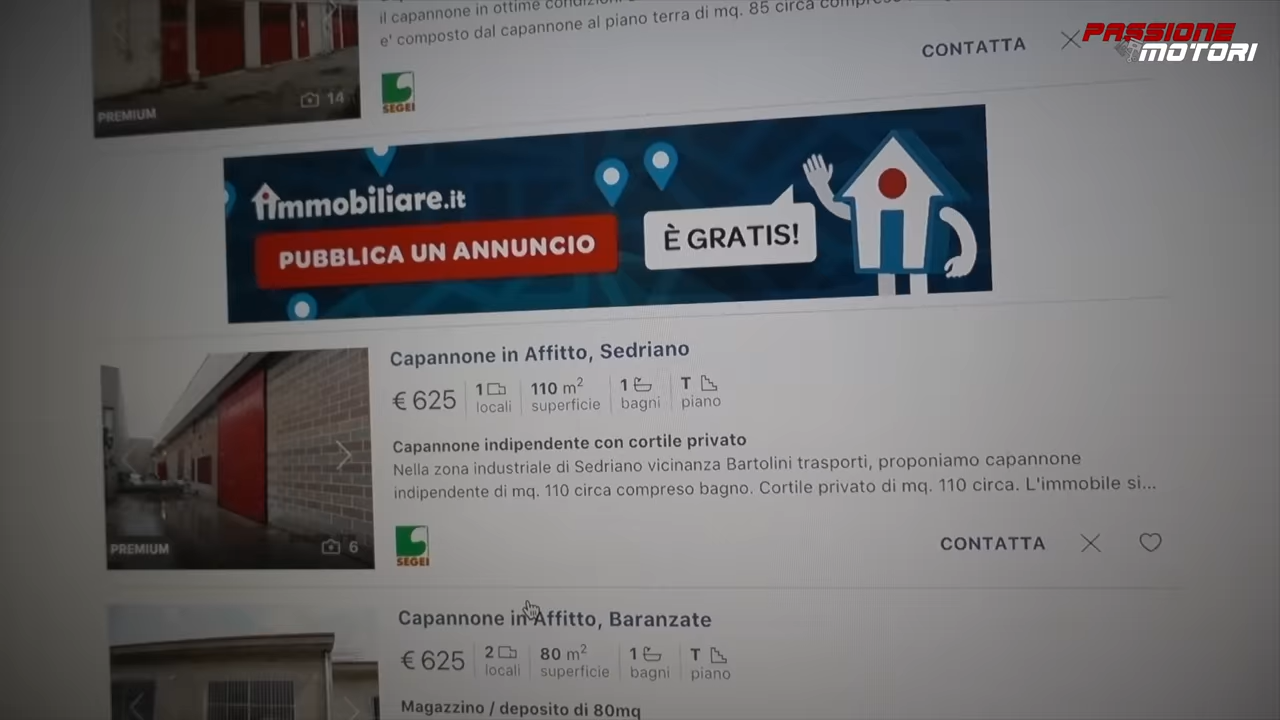 il capannone in ottime
e' composto dal capannone al piano terra di mq. 85 circa
CONTATTA
PASSIONE
MOTORI
14
PREMIUM
SEGEI
immobiliare.it
PUBBLICA UN ANNUNCIO
È GRATIS!
Capannone in Affitto, Sedriano
€ 625
1
locali
110 m²
superficie
1
bagni
T
piano
Capannone indipendente con cortile privato
Nella zona industriale di Sedriano vicinanza Bartolini trasporti, proponiamo capannone
indipendente di mq. 110 circa compreso bagno. Cortile privato di mq. 110 circa. L'immobile si...
PREMIUM
6
SEGEI
CONTATTA
Capannone in Affitto, Baranzate
€ 625
2
locali
80 m²
superficie
1
bagni
T
piano
Magazzino / deposito di 80mq